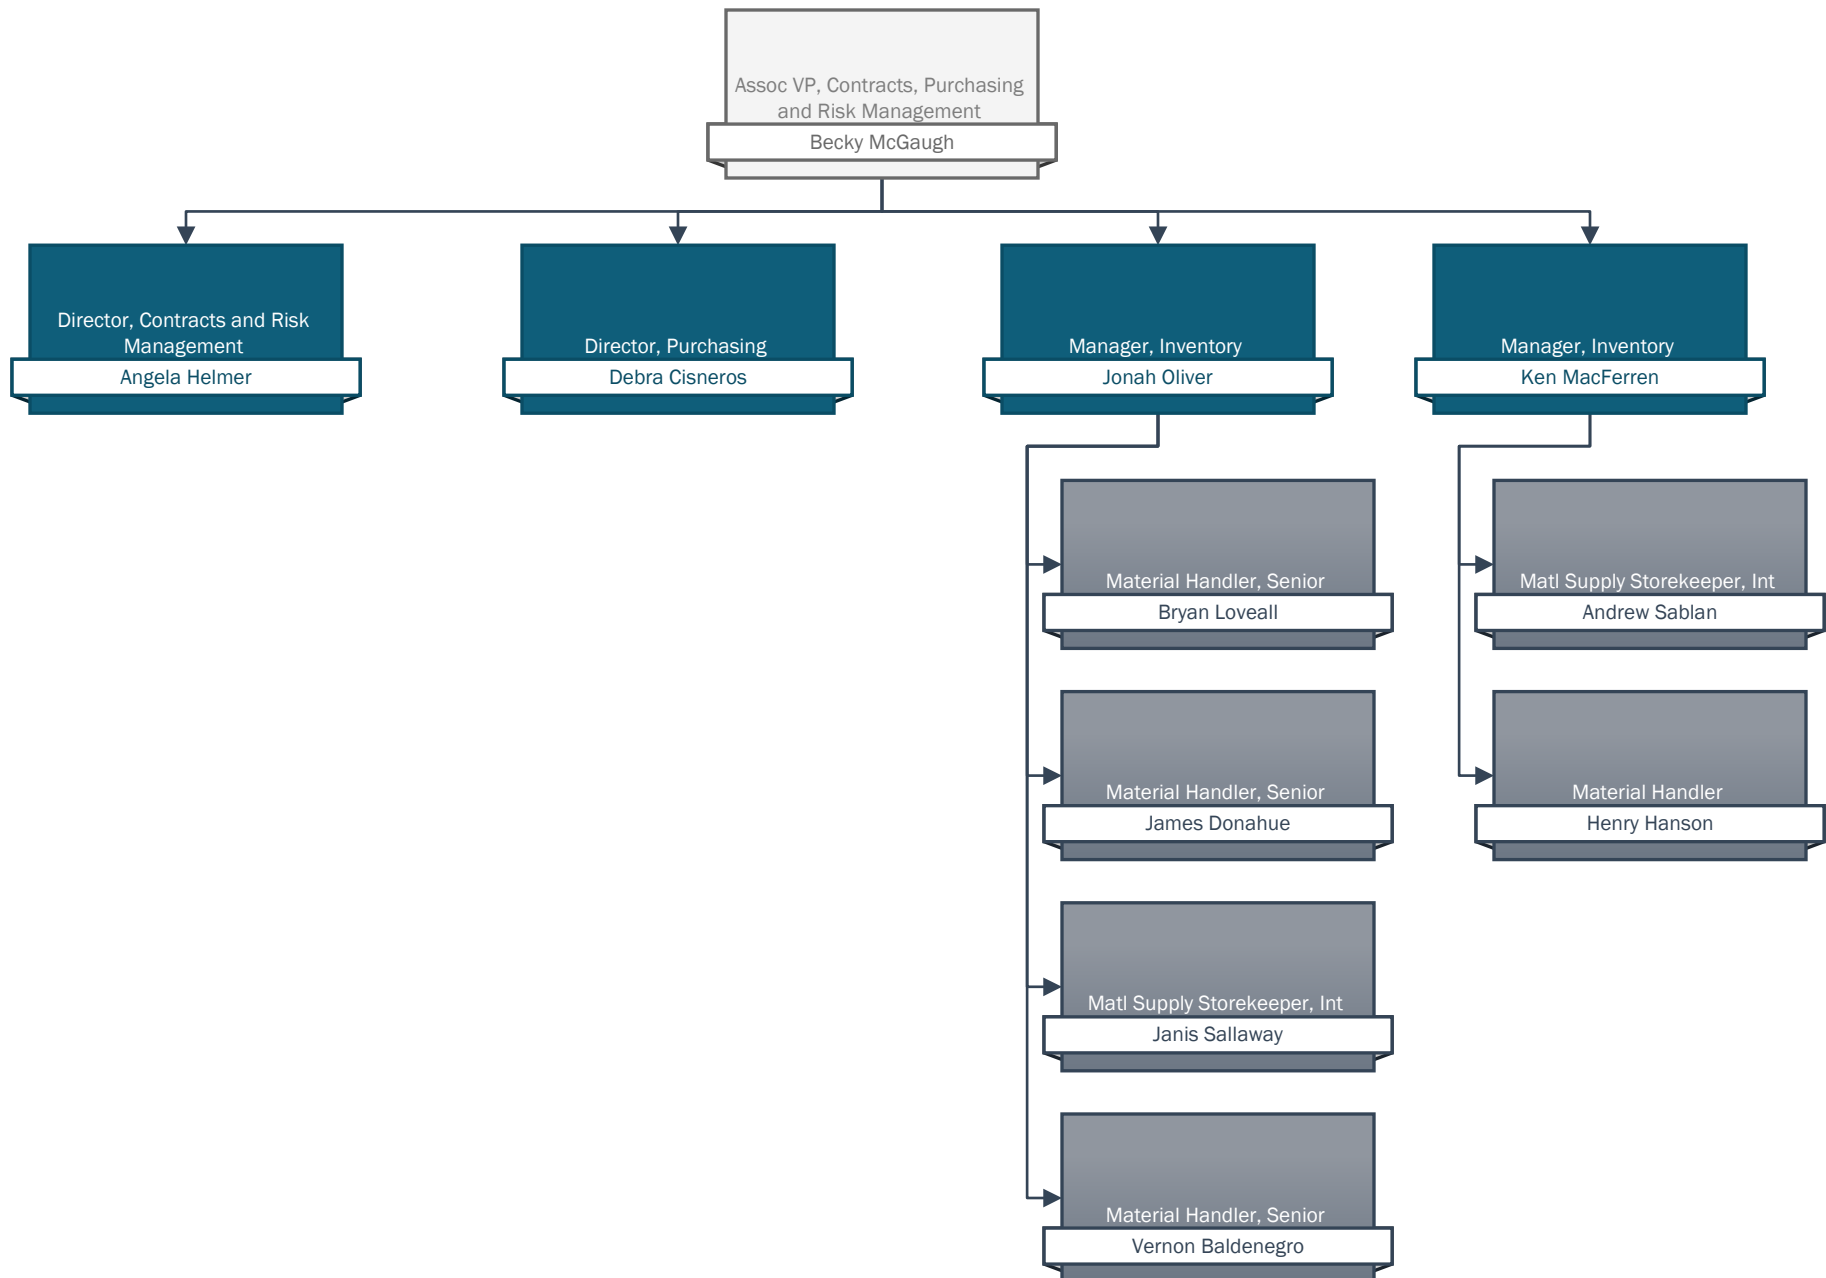 Assoc VP, Contracts, Purchasing
and Risk Management
Becky McGaugh
Director, Contracts and Risk
Management
Angela Helmer
Director, Purchasing
Debra Cisneros
Manager, Inventory
Jonah Oliver
Manager, Inventory
Ken MacFerren
Material Handler, Senior
Bryan Loveall
Matl Supply Storekeeper, Int
Andrew Sablan
Material Handler, Senior
James Donahue
Material Handler
Henry Hanson
Matl Supply Storekeeper, Int
Janis Sallaway
Material Handler, Senior
Vernon Baldenegro